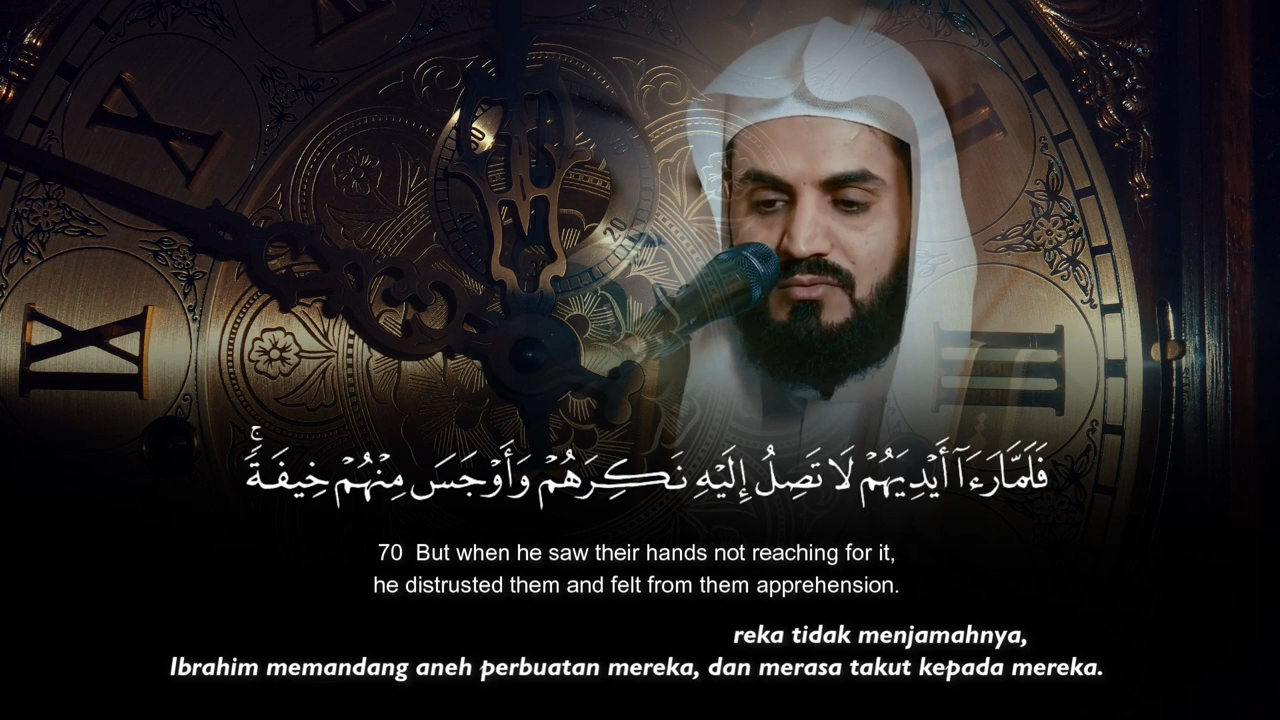 فَلَمَّا رَءَآ أَيْدِيَهُمْ لَا تَصِلُ إِلَيْهِ نَكِرَهُمْ وَأَوْجَسَ مِنْهُمْ خِيفَةً ۚ
70 But when he saw their hands not reaching for it,
he distrusted them and felt from them apprehension.
reka tidak menjamahnya,
Ibrahim memandang aneh perbuatan mereka, dan merasa takut kepada mereka.